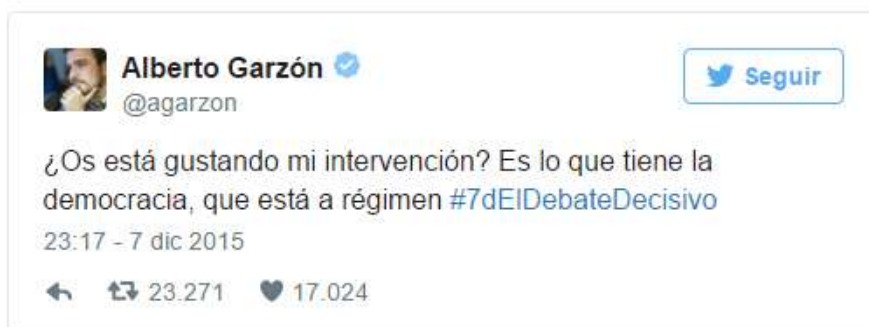 Alberto Garzón
@agarzon
Seguir
¿Os está gustando mi intervención? Es lo que tiene la
democracia, que está a régimen #7dElDebateDecisivo
23:17 - 7 dic 2015
23.271 17.024